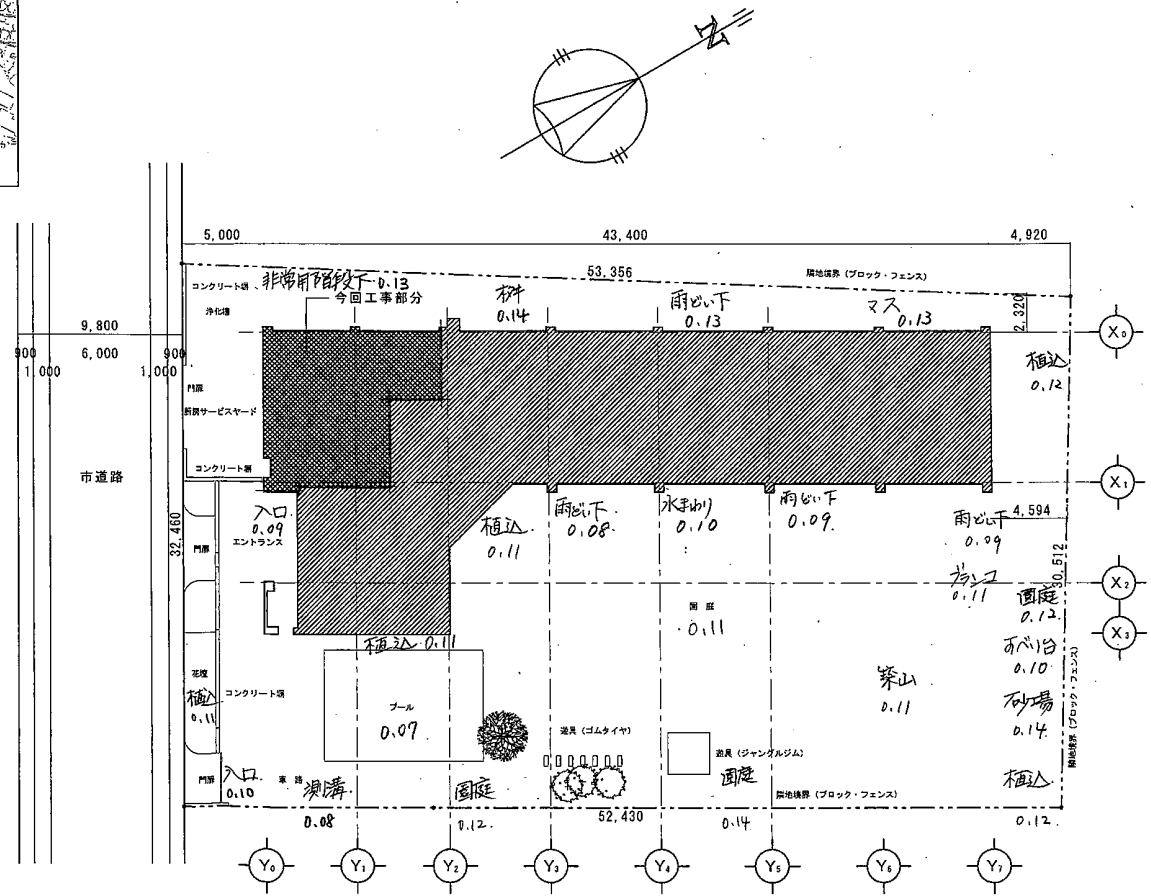 N
5,000
43,400
4,920
53,356
隣地境界 (ブロック・フェンス)
コンクリート塀
非常用階段下 0.13
今回工事部分
浄化槽
桝
0.14
雨どい下
0.13
マス
0.13
2,320
X0
9,800
900
6,000
900
1,000
1,000
植込
0.12
門扉
厨房サービスヤード
コンクリート塀
市道路
X1
入口
0.09
エントランス
植込
0.11
雨どい下
0.08
水まわり
0.10
雨どい下
0.09
雨どい下
0.09
4,594
32,460
門扉
ブランコ
0.11
30,512
X2
園庭
0.12
園庭
0.11
X3
植込 0.11
すべり台
0.10
花壇
植込
0.11
コンクリート塀
プール
0.07
築山
0.11
砂場
0.14
隣地境界 (ブロック・フェンス)
遊具 (ゴムタイヤ)
遊具 (ジャングルジム)
門扉
入口
0.10
車路
測溝
0.08
園庭
0.12
52,430
園庭
0.14
隣地境界 (ブロック・フェンス)
植込
0.12
Y0
Y1
Y2
Y3
Y4
Y5
Y6
Y7